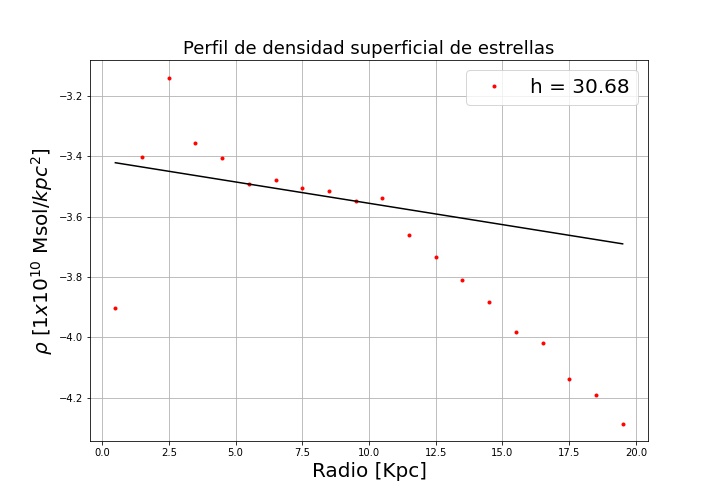 Perfil de densidad superficial de estrellas
h = 30.68
−3.2
−3.4
−3.6
−3.8
−4.0
−4.2
ρ [1x10^{10} Msol/kpc^2]
0.0 2.5 5.0 7.5 10.0 12.5 15.0 17.5 20.0
Radio [Kpc]